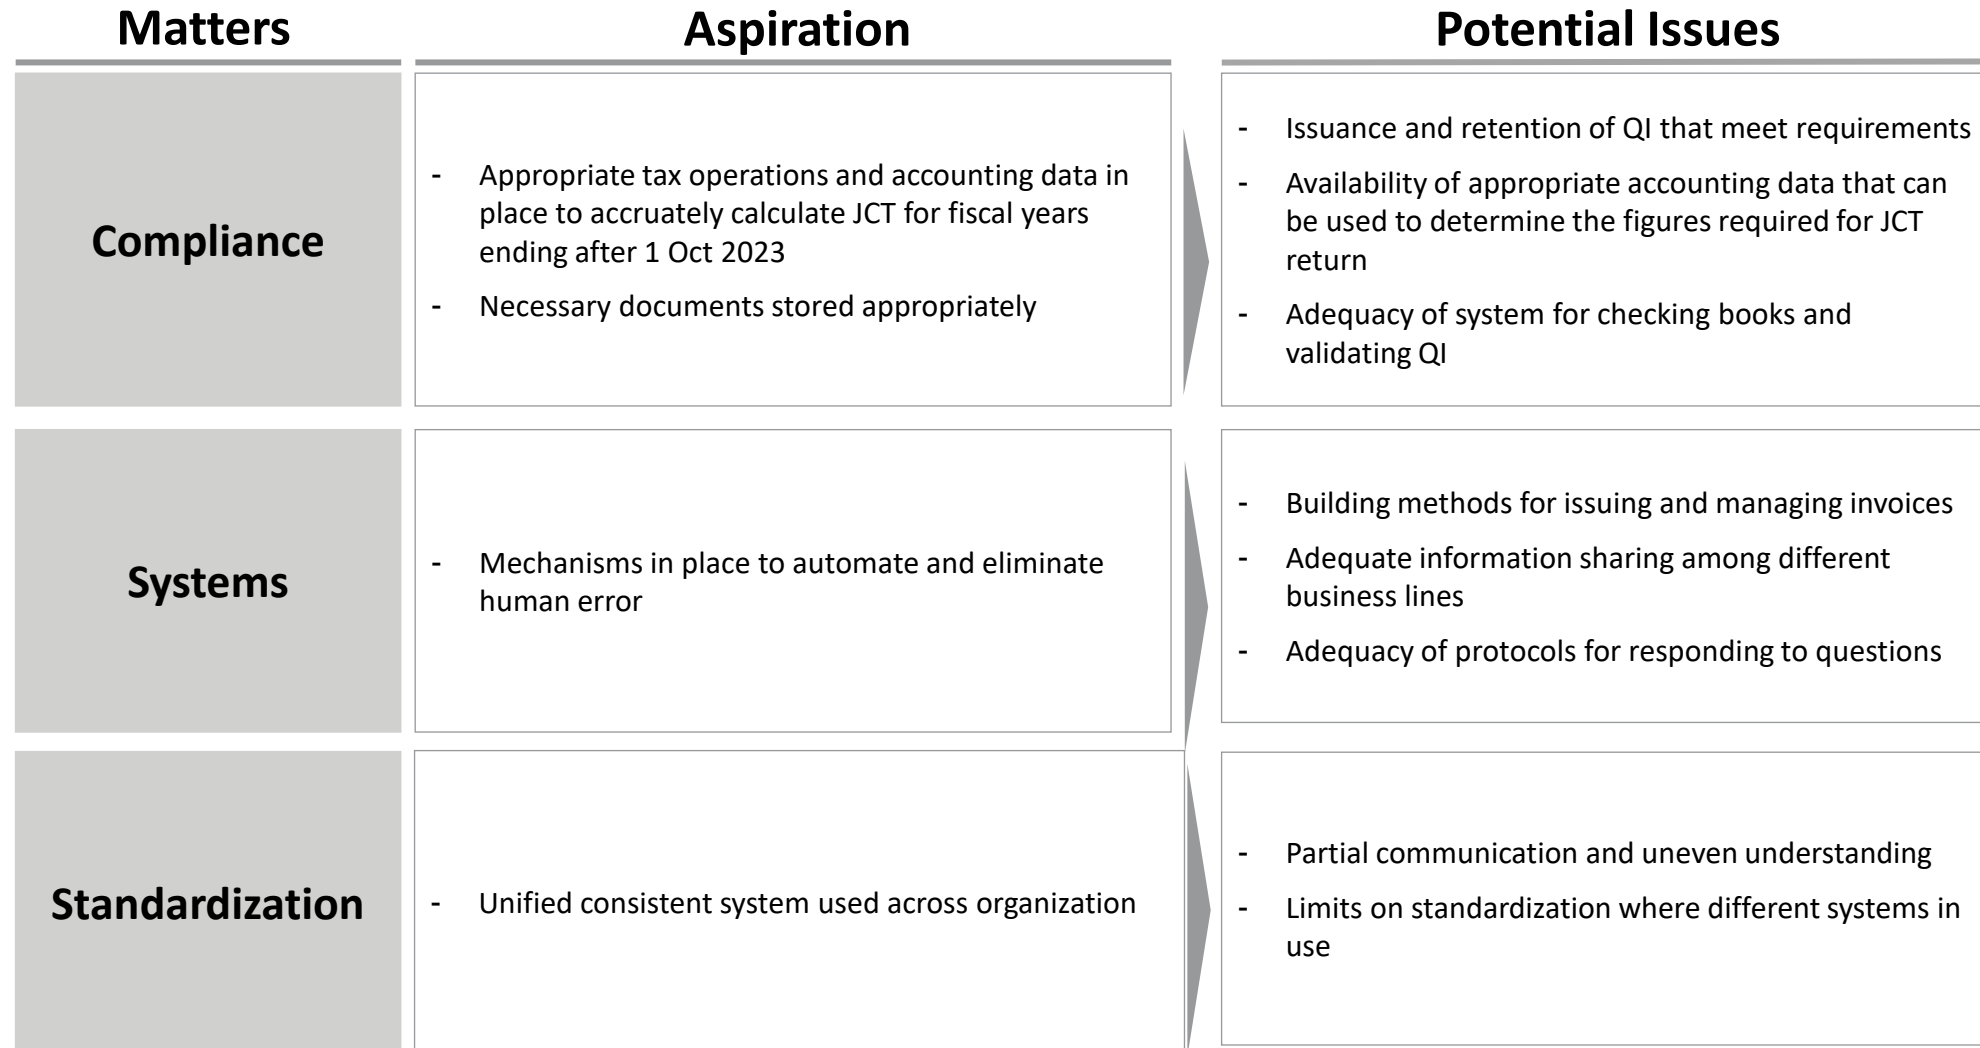 Matters
Aspiration
Potential Issues
Compliance
- Appropriate tax operations and accounting data in
place to accruately calculate JCT for fiscal years
ending after 1 Oct 2023
- Necessary documents stored appropriately
- Issuance and retention of QI that meet requirements
- Availability of appropriate accounting data that can
be used to determine the figures required for JCT
return
- Adequacy of system for checking books and
validating QI
Systems
- Mechanisms in place to automate and eliminate
human error
- Building methods for issuing and managing invoices
- Adequate information sharing among different
business lines
- Adequacy of protocols for responding to questions
Standardization
- Unified consistent system used across organization
- Partial communication and uneven understanding
- Limits on standardization where different systems in
use